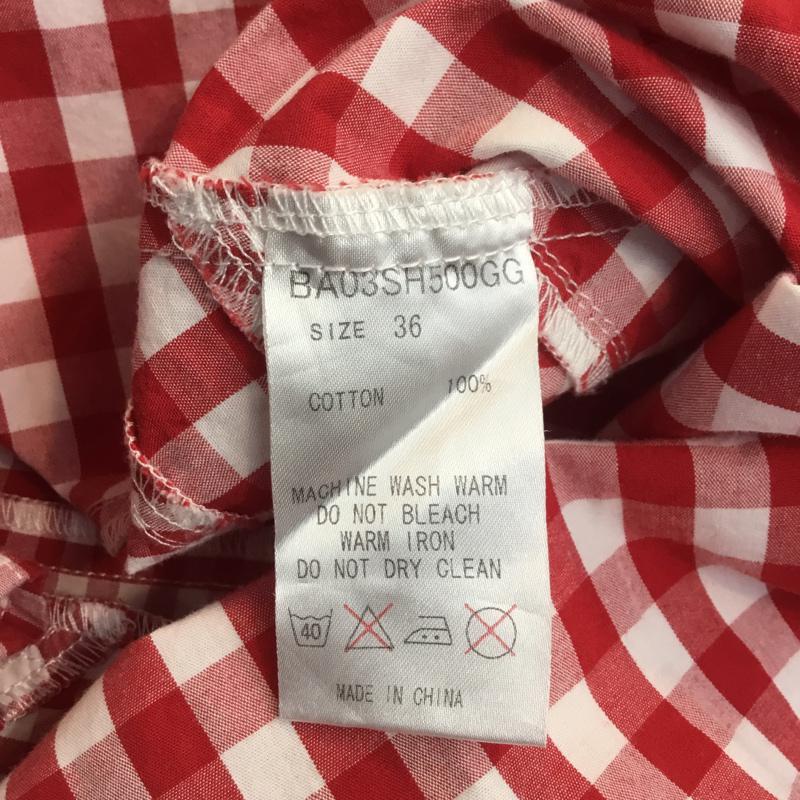 BA03SH500GG
SIZE 36
COTTON 100%
MACHINE WASH WARM
DO NOT BLEACH
WARM IRON
DO NOT DRY CLEAN
40
MADE IN CHINA